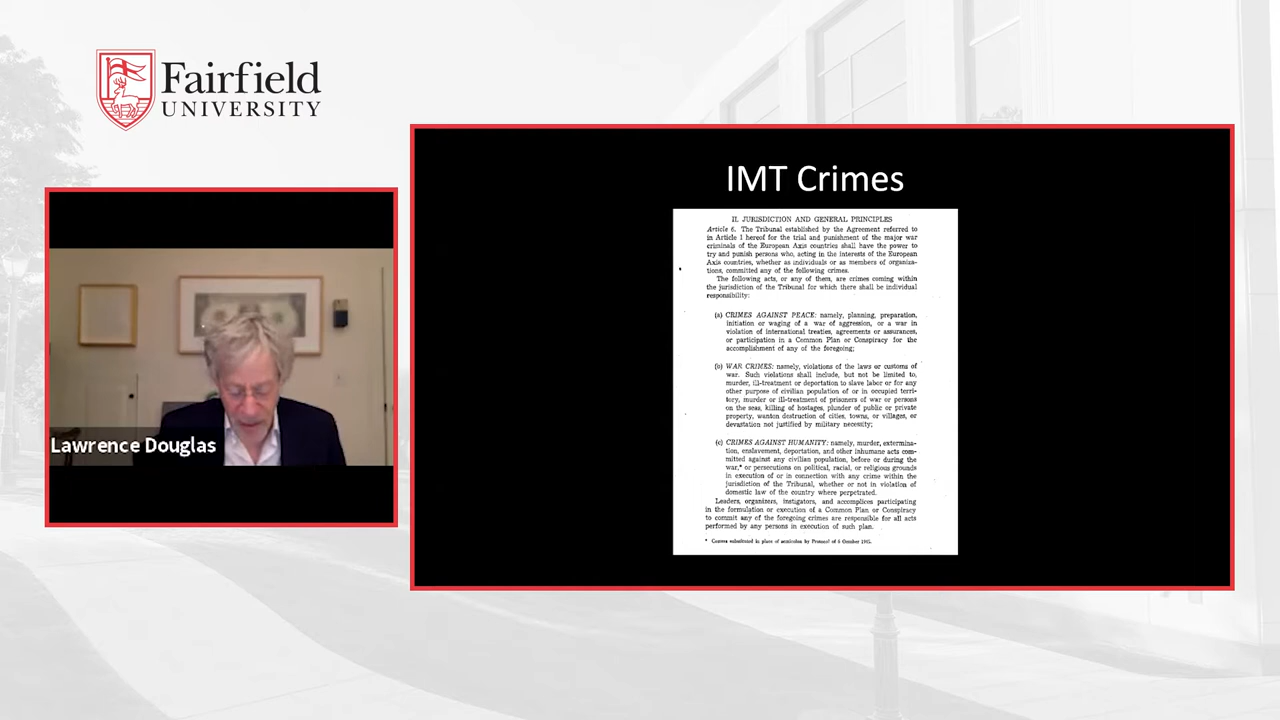 Fairfield
UNIVERSITY
IMT Crimes
II. JURISDICTION AND GENERAL PRINCIPLES
Article 6. The Tribunal established by the Agreement referred to
in Article 1 hereof for the trial and punishment of the major war
criminals of the European Axis countries shall have the power to
try and punish persons who, acting in the interests of the European
Axis countries, whether as individuals or as members of organiza-
tions, committed any of the following crimes.
The following acts, or any of them, are crimes coming within
the jurisdiction of the Tribunal for which there shall be individual
responsibility:
(a) CRIMES AGAINST PEACE: namely, planning, preparation,
initiation or waging of a war of aggression, or a war in
violation of international treaties, agreements or assurances,
or participation in a Common Plan or Conspiracy for the
accomplishment of any of the foregoing;
(b) WAR CRIMES: namely, violations of the laws or customs of
war. Such violations shall include, but not be limited to,
murder, ill-treatment or deportation to slave labor or for any
other purpose of civilian population of or in occupied terri-
tory, murder or ill-treatment of prisoners of war or persons
on the seas, killing of hostages, plunder of public or private
property, wanton destruction of cities, towns, or villages, or
devastation not justified by military necessity;
(c) CRIMES AGAINST HUMANITY: namely, murder, extermina-
tion, enslavement, deportation, and other inhumane acts com-
mitted against any civilian population, before or during the
war,* or persecutions on political, racial, or religious grounds
in execution of or in connection with any crime within the
jurisdiction of the Tribunal, whether or not in violation of
domestic law of the country where perpetrated.
Leaders, organizers, instigators, and accomplices participating
in the formulation or execution of a Common Plan or Conspiracy
to commit any of the foregoing crimes are responsible for all acts
performed by any persons in execution of such plan.
* Comma substituted in place of semicolon by Protocol of 6 October 1945.
Lawrence Douglas